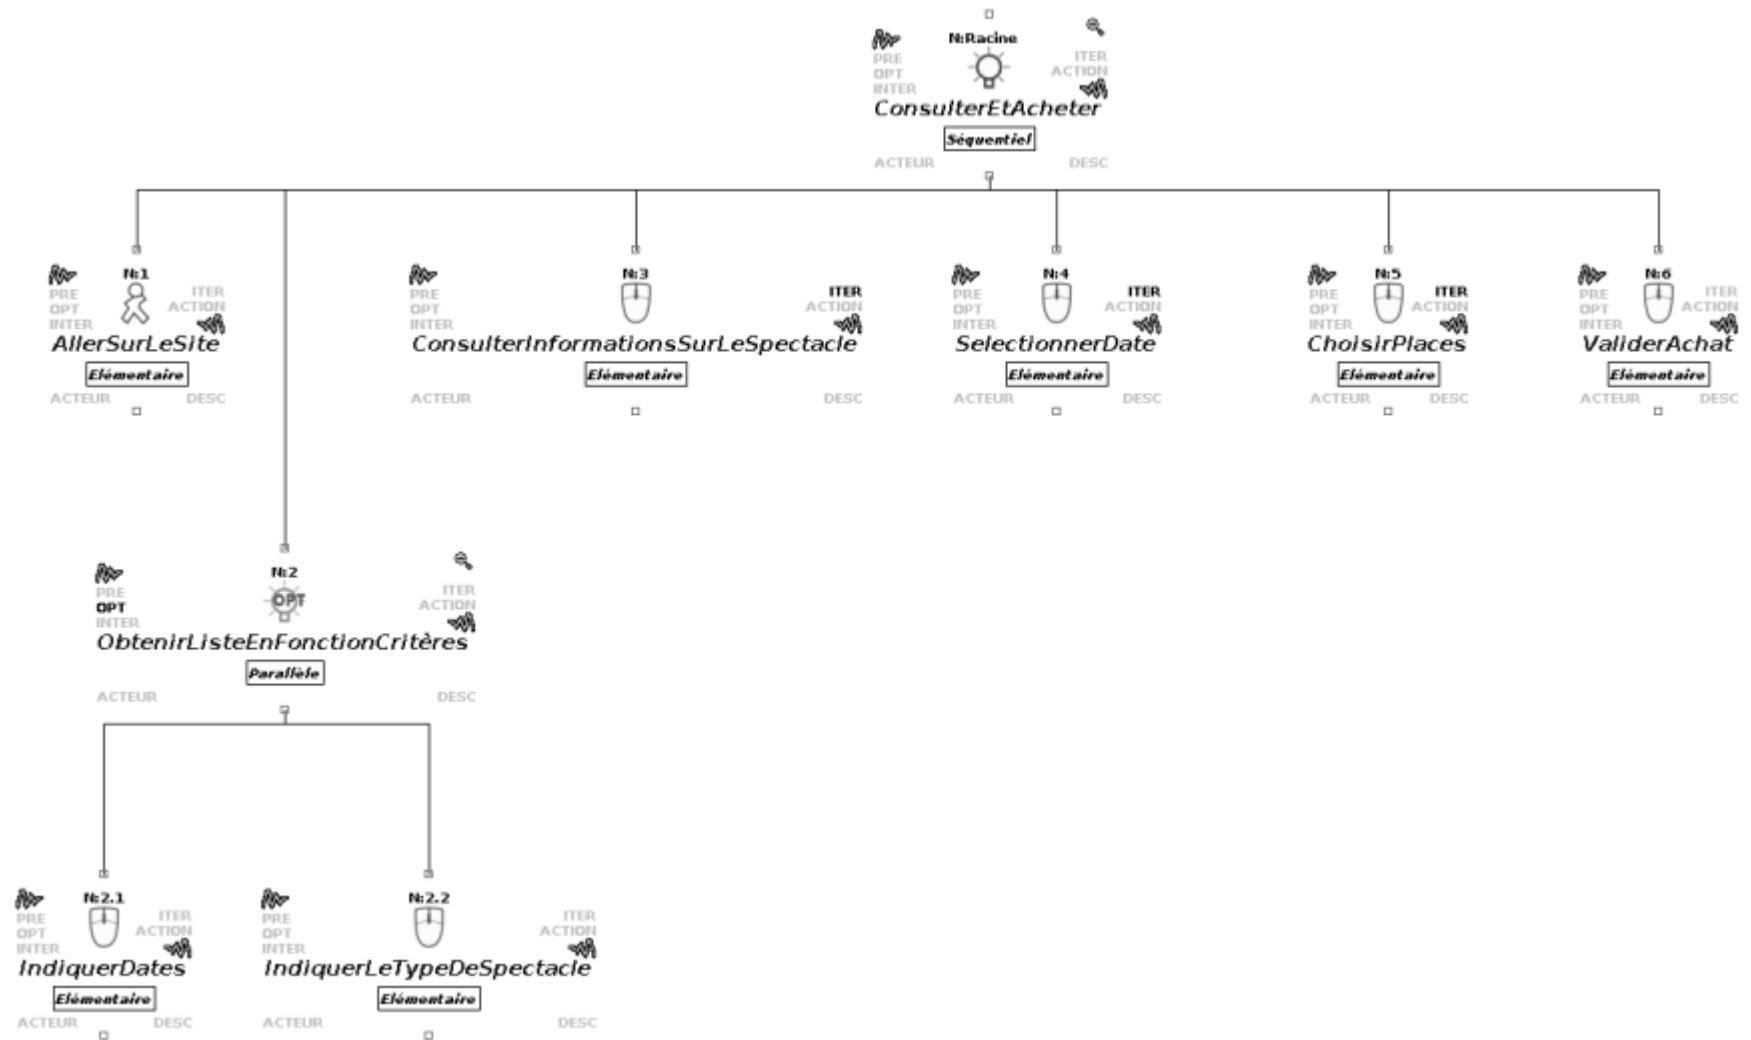 N:Racine
PRE
OPT
INTER
ITER
ACTION
ConsulterEtAcheter
Séquentiel
ACTEUR DESC
N:1
PRE
OPT
INTER
ITER
ACTION
AllerSurLeSite
Elémentaire
ACTEUR DESC
N:3
PRE
OPT
INTER
ITER
ACTION
ConsulterInformationsSurLeSpectacle
Elémentaire
ACTEUR DESC
N:4
PRE
OPT
INTER
ITER
ACTION
SelectionnerDate
Elémentaire
ACTEUR DESC
N:5
PRE
OPT
INTER
ITER
ACTION
ChoisirPlaces
Elémentaire
ACTEUR DESC
N:6
PRE
OPT
INTER
ITER
ACTION
ValiderAchat
Elémentaire
ACTEUR DESC
N:2
PRE
OPT
INTER
OPT
ITER
ACTION
ObtenirListeEnFonctionCritères
Parallèle
ACTEUR DESC
N:2.1
PRE
OPT
INTER
ITER
ACTION
IndiquerDates
Elémentaire
ACTEUR DESC
N:2.2
PRE
OPT
INTER
ITER
ACTION
IndiquerLeTypeDeSpectacle
Elémentaire
ACTEUR DESC